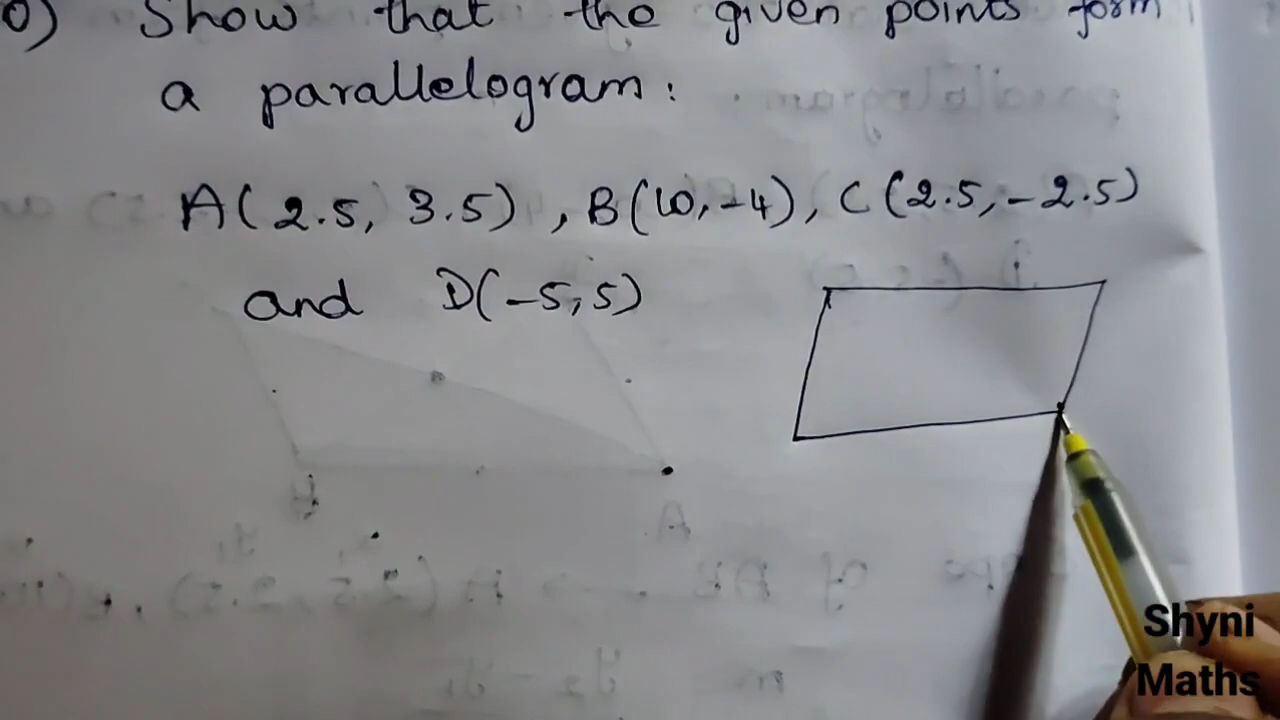 0) Show that the given points form
a parallelogram:
A(2.5, 3.5), B(10,-4), C(2.5,-2.5)
and D(-5,5)
Shyni
Maths